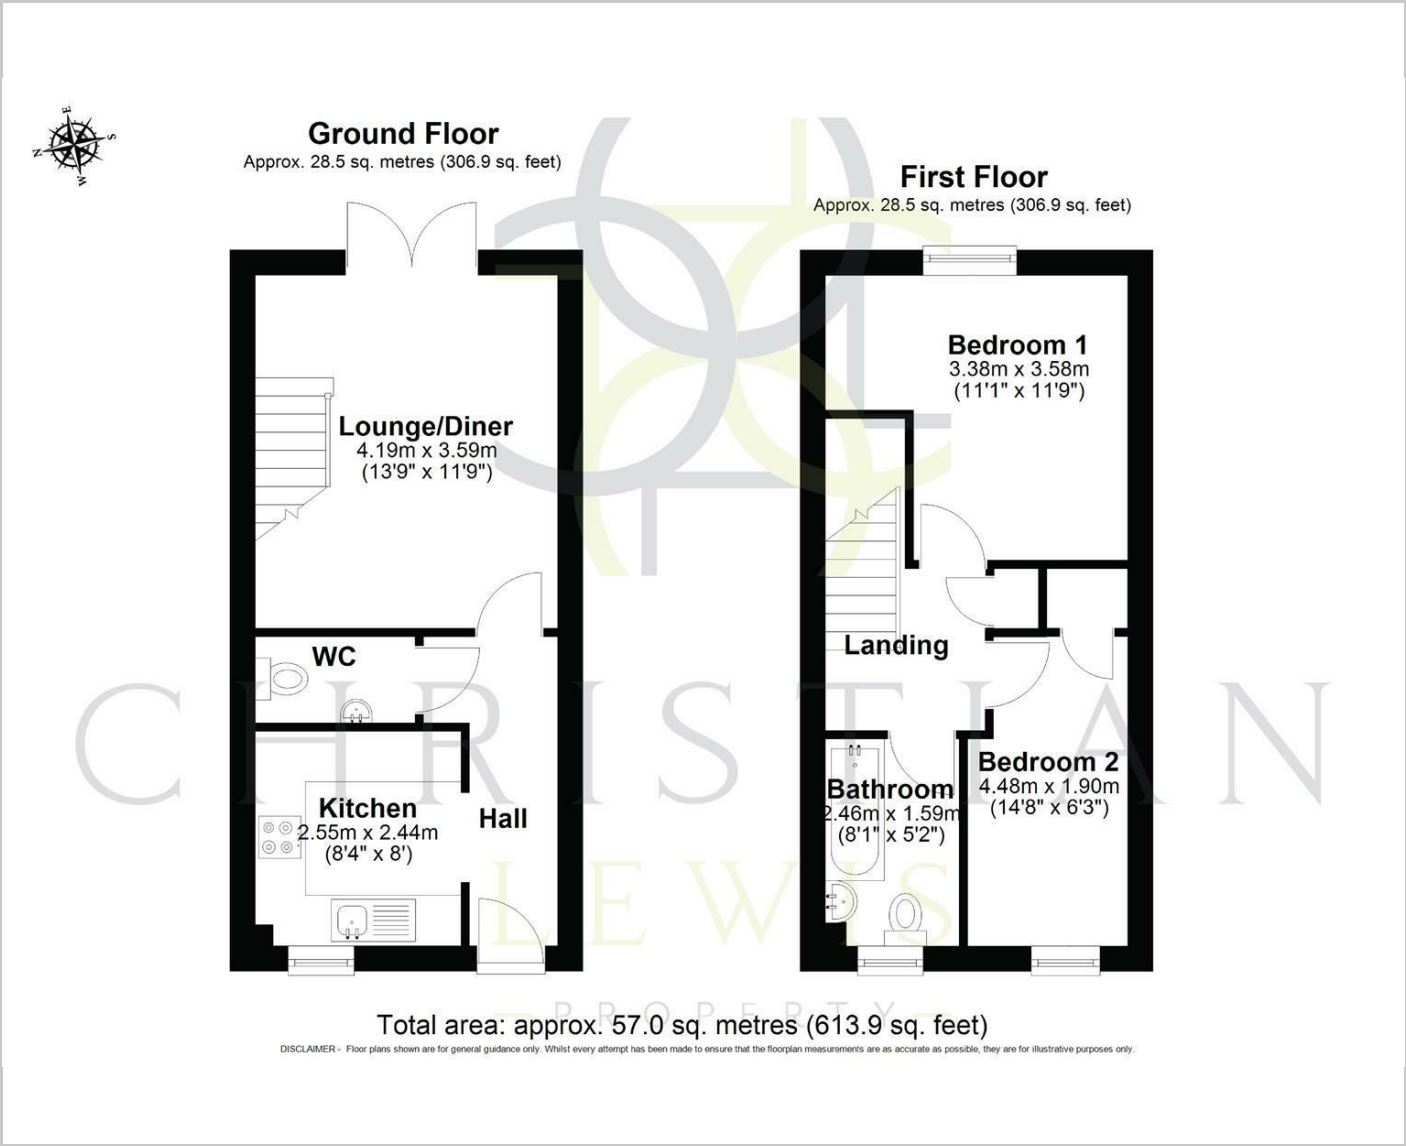 E
S
N
W
Ground Floor
Approx. 28.5 sq. metres (306.9 sq. feet)
First Floor
Approx. 28.5 sq. metres (306.9 sq. feet)
Lounge/Diner
4.19m x 3.59m
(13'9" x 11'9")
Bedroom 1
3.38m x 3.58m
(11'1" x 11'9")
WC
Landing
Kitchen
2.55m x 2.44m
(8'4" x 8')
Hall
Bathroom
2.46m x 1.59m
(8'1" x 5'2")
Bedroom 2
4.48m x 1.90m
(14'8" x 6'3")
CHRISTIAN
LEWIS
PROPERTY
Total area: approx. 57.0 sq. metres (613.9 sq. feet)
DISCLAIMER - Floor plans shown are for general guidance only. Whilst every attempt has been made to ensure that the floorplan measurements are as accurate as possible, they are for illustrative purposes only.